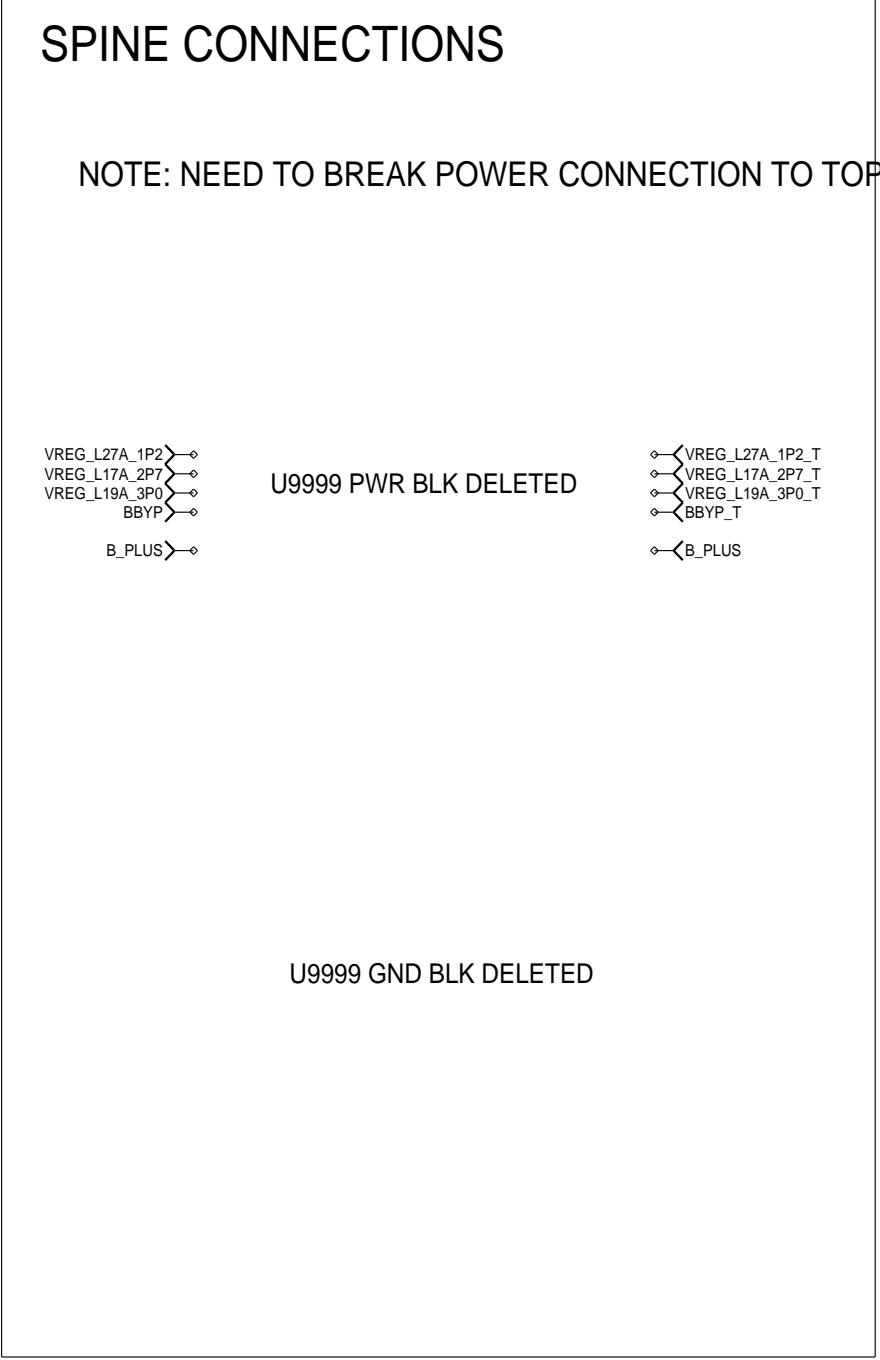 SPINE CONNECTIONS
NOTE: NEED TO BREAK POWER CONNECTION TO TOP
VREG_L27A_1P2
VREG_L17A_2P7
VREG_L19A_3P0
BBYP
B_PLUS
U9999 PWR BLK DELETED
VREG_L27A_1P2_T
VREG_L17A_2P7_T
VREG_L19A_3P0_T
BBYP_T
B_PLUS
U9999 GND BLK DELETED